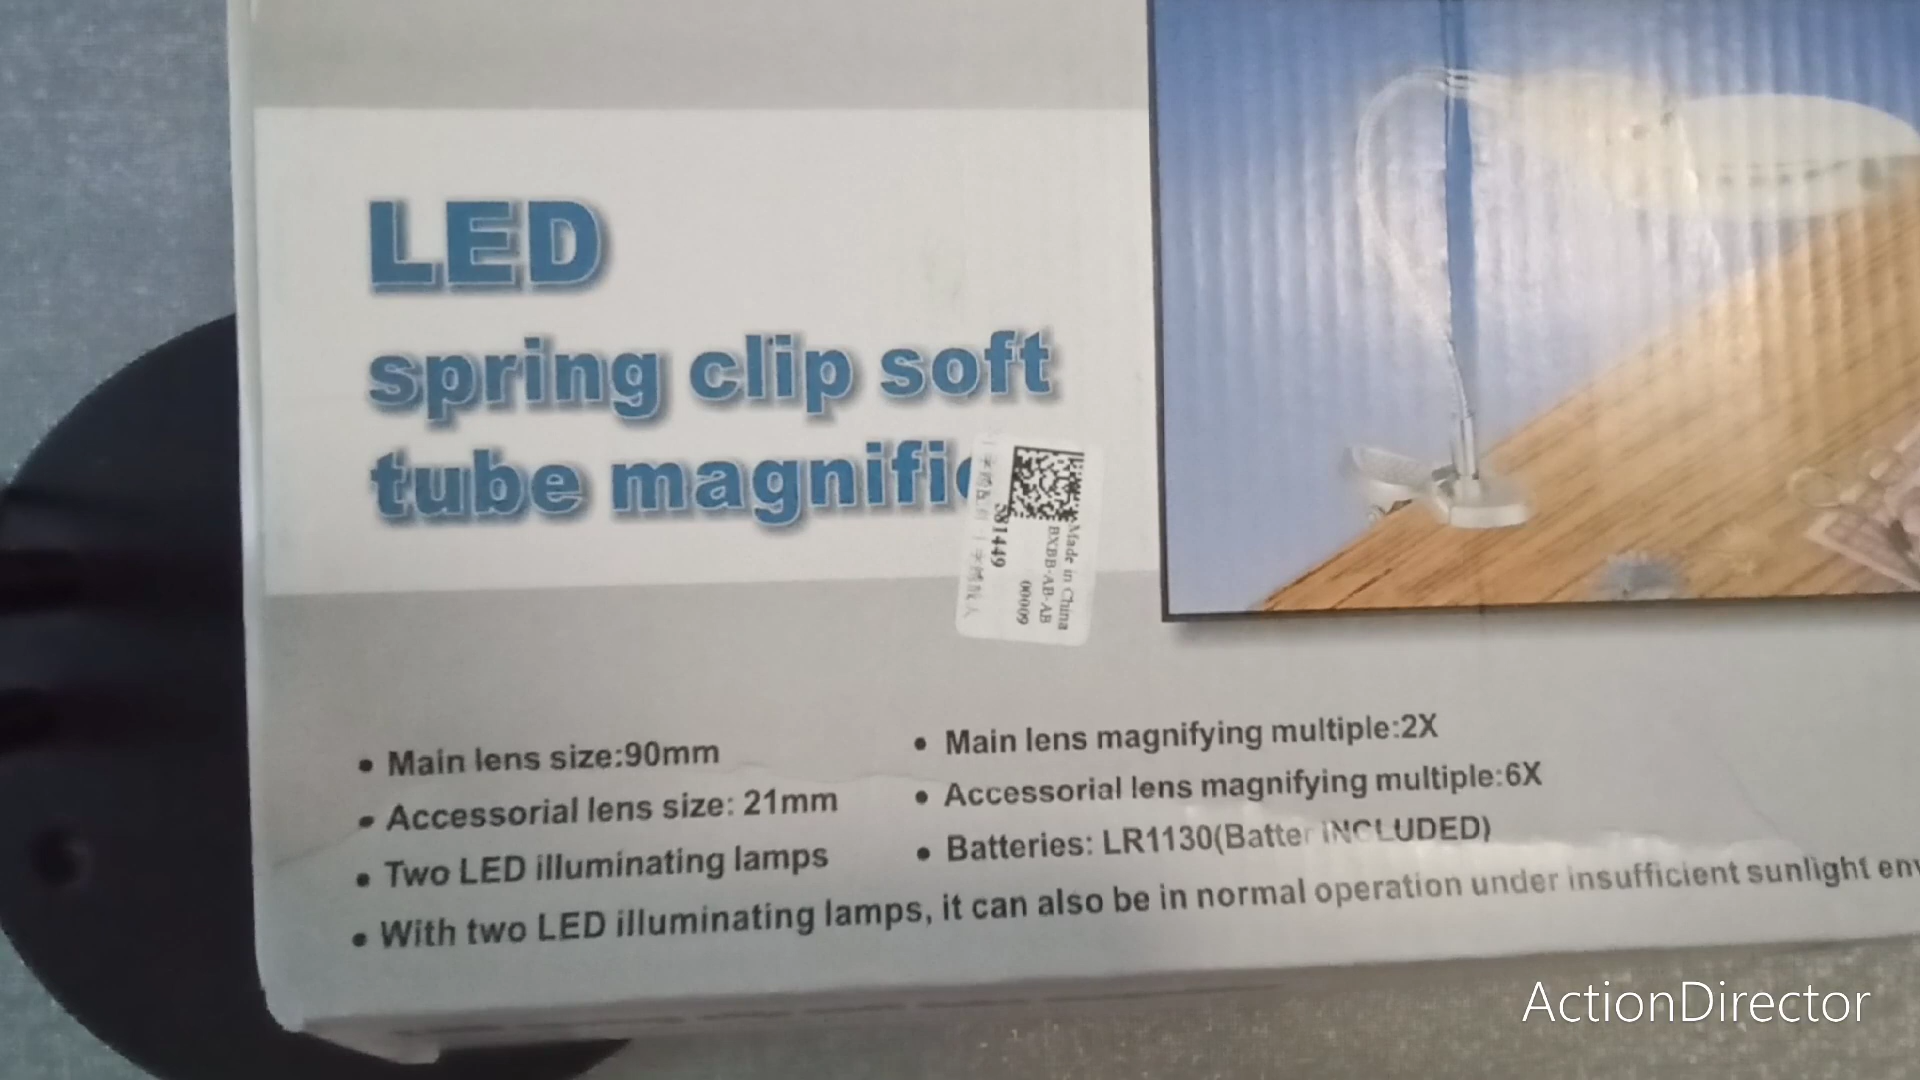 LED
spring clip soft
tube magnifi
Made in China
BXBB-AB-AB
00009
581449
• Main lens size:90mm
• Accessorial lens size: 21mm
• Two LED illuminating lamps
• Main lens magnifying multiple:2X
• Accessorial lens magnifying multiple:6X
• Batteries: LR1130(Batter INCLUDED)
• With two LED illuminating lamps, it can also be in normal operation under insufficient sunlight env
ActionDirector